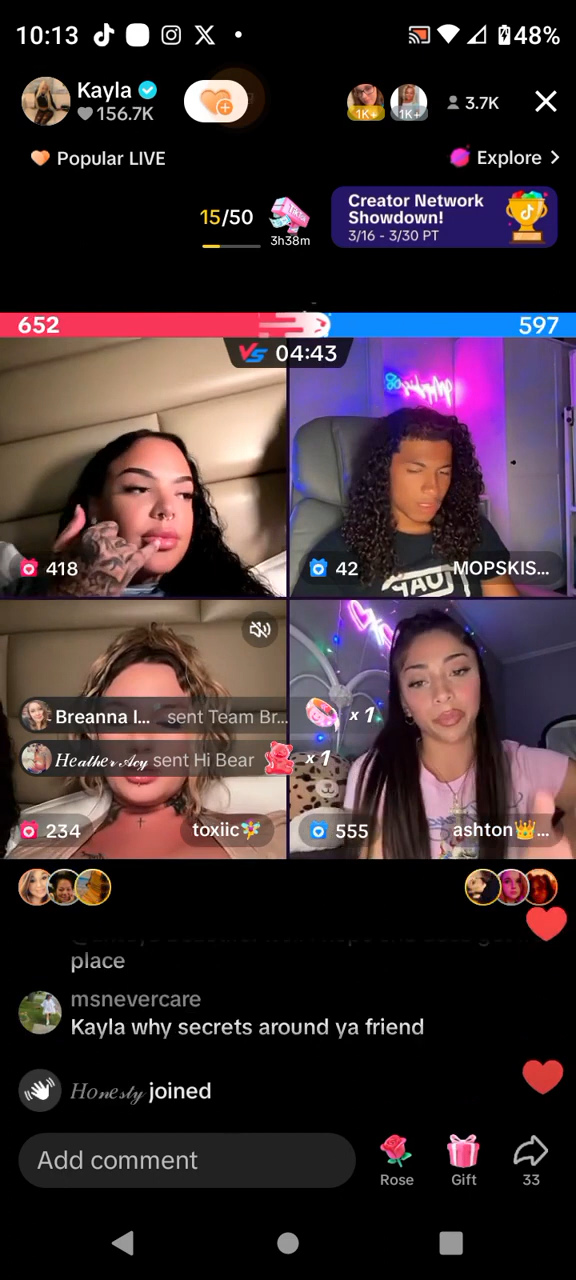 10:13
48%
Kayla
156.7K
1K+
1K+
3.7K
Popular LIVE
Explore
15/50
3h38m
Creator Network
Showdown!
3/16 - 3/30 PT
652
597
VS 04:43
418
42
MOPSKIS...
Breanna l... sent Team Br...
x 1
𝓗𝓮𝓪𝓽𝓱𝓮𝓻 𝓐𝓬𝔂 sent Hi Bear
x 1
234
toxiic
555
ashton👑...
place
msnevercare
Kayla why secrets around ya friend
𝐻𝑜𝓃𝑒𝓈𝓉𝓎 joined
Add comment
Rose
Gift
33